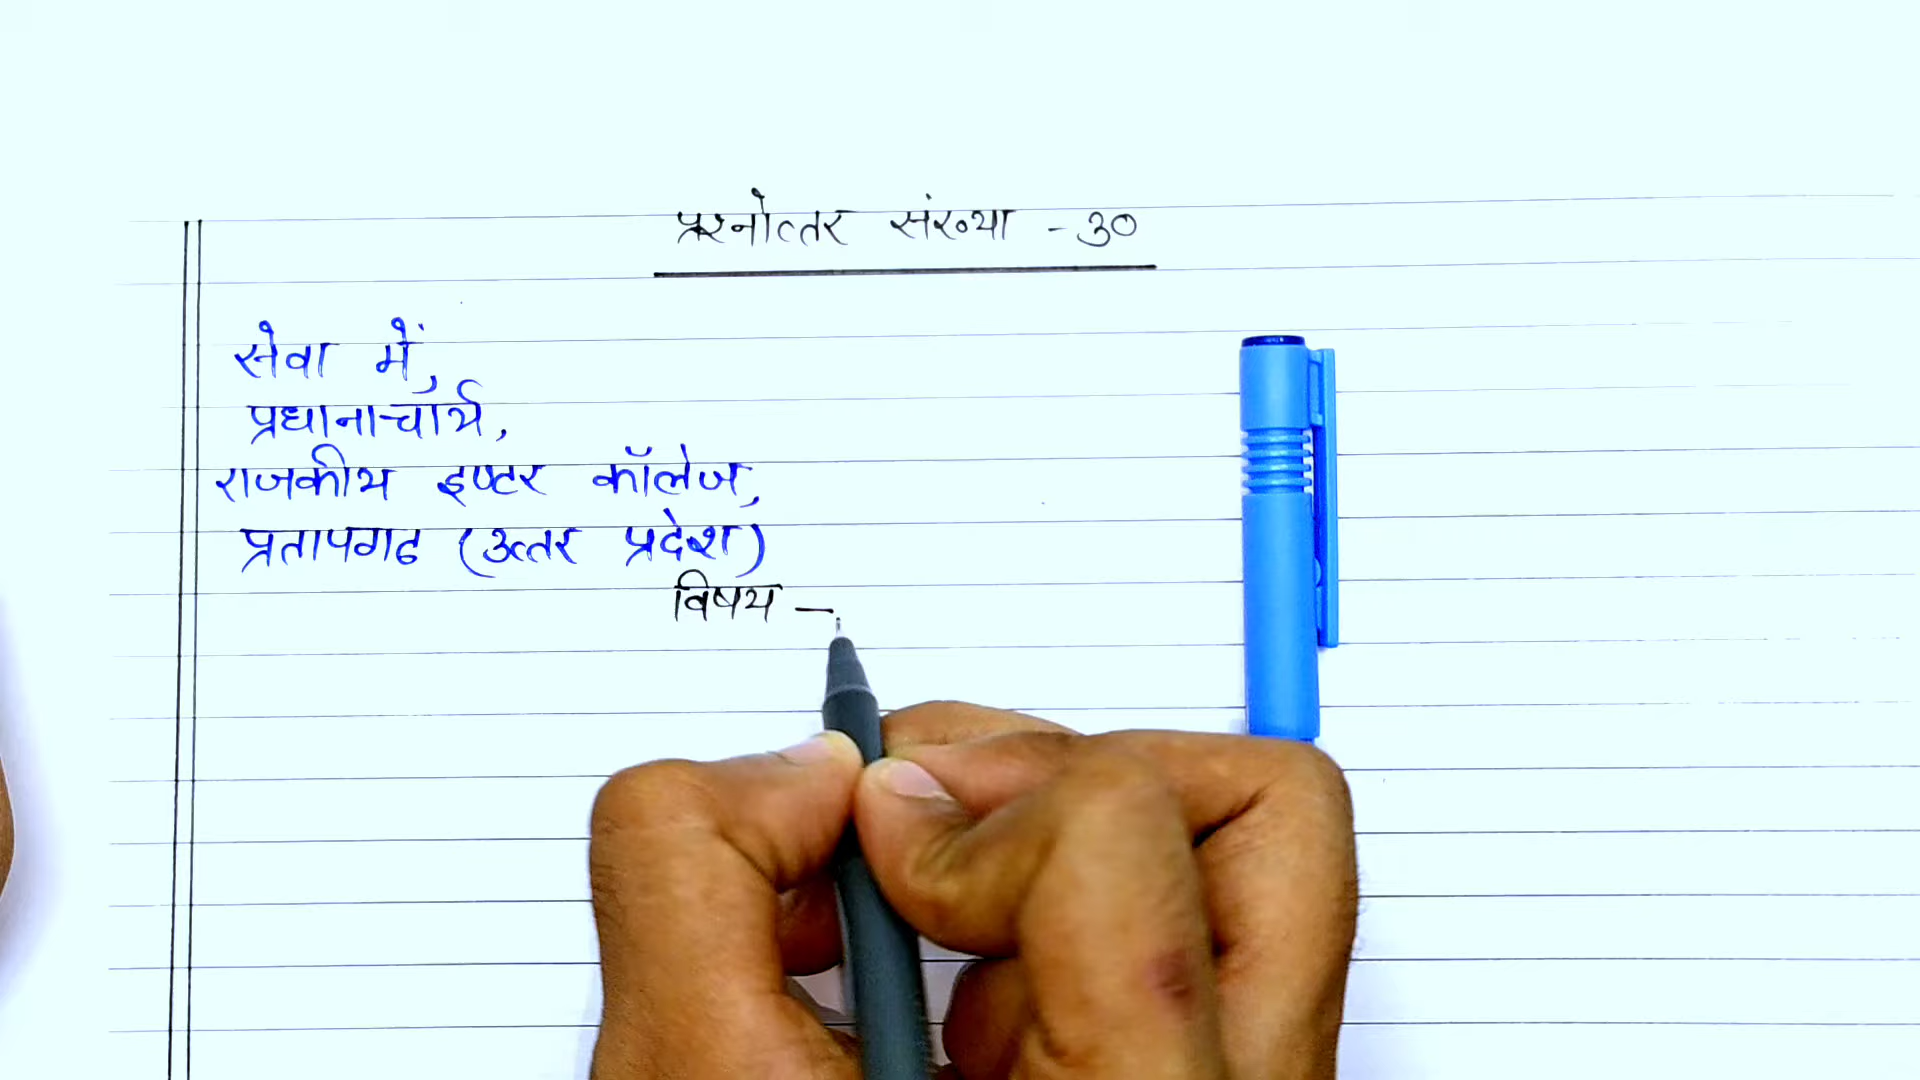 प्रश्नोत्तर संख्या -30
सेवा में,
प्रधानाचार्य,
राजकीय इण्टर कॉलेज,
प्रतापगढ (उत्तर प्रदेश)
विषय -